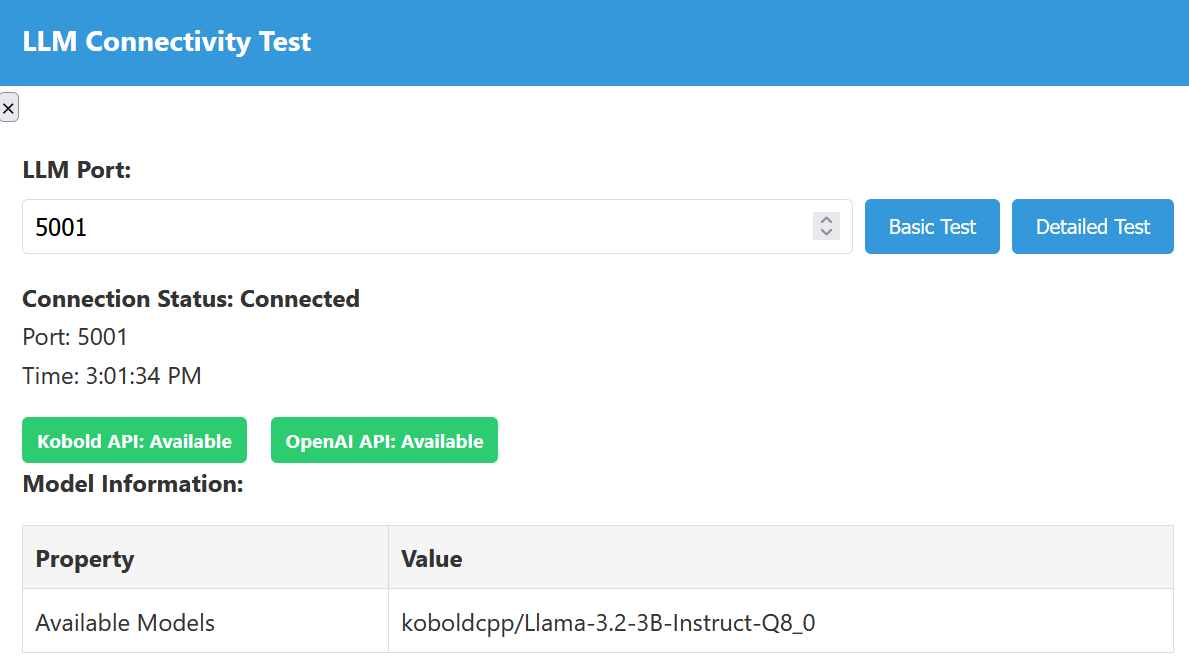 LLM Connectivity Test
×
LLM Port:
5001
Basic Test
Detailed Test
Connection Status: Connected
Port: 5001
Time: 3:01:34 PM
Kobold API: Available
OpenAI API: Available
Model Information:
Property
Value
Available Models
koboldcpp/Llama-3.2-3B-Instruct-Q8_0